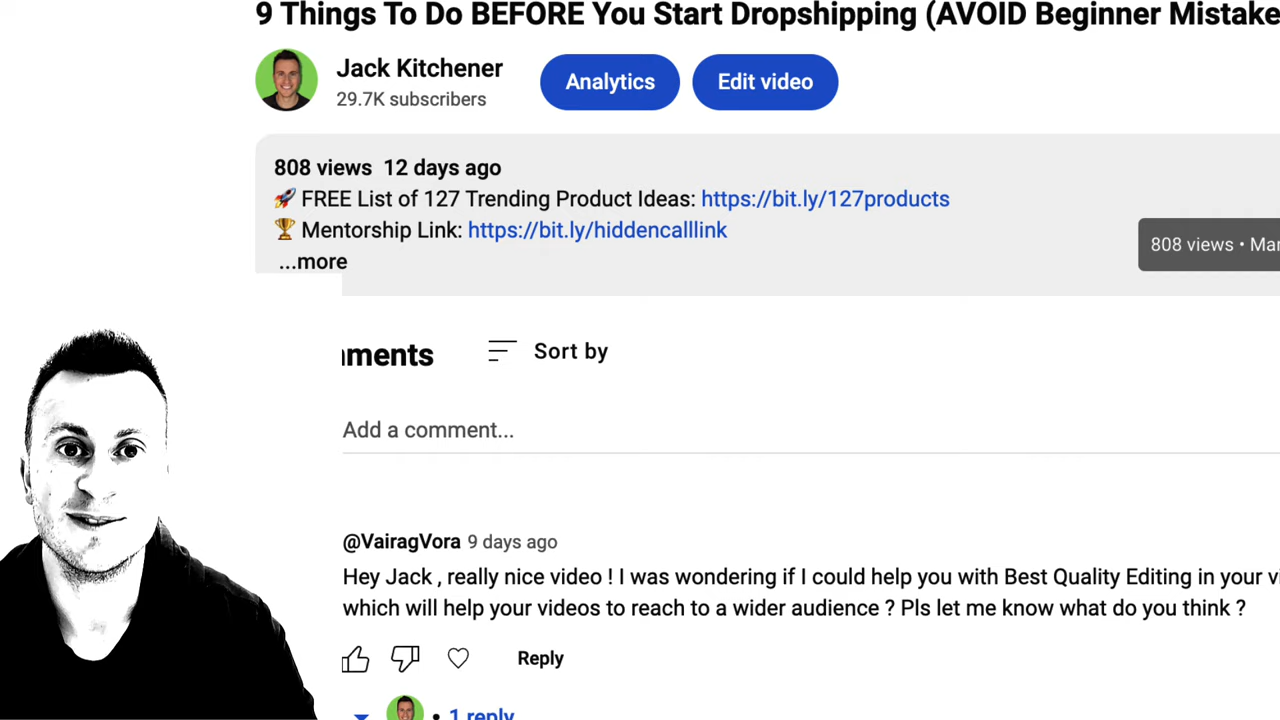 9 Things To Do BEFORE You Start Dropshipping (AVOID Beginner Mistake
Jack Kitchener
29.7K subscribers
Analytics
Edit video
808 views 12 days ago
🚀 FREE List of 127 Trending Product Ideas: https://bit.ly/127products
🏆 Mentorship Link: https://bit.ly/hiddencalllink
...more
808 views • Mar
nments
Sort by
Add a comment...
@VairagVora 9 days ago
Hey Jack , really nice video ! I was wondering if I could help you with Best Quality Editing in your vi
which will help your videos to reach to a wider audience ? Pls let me know what do you think ?
Reply
• 1 reply